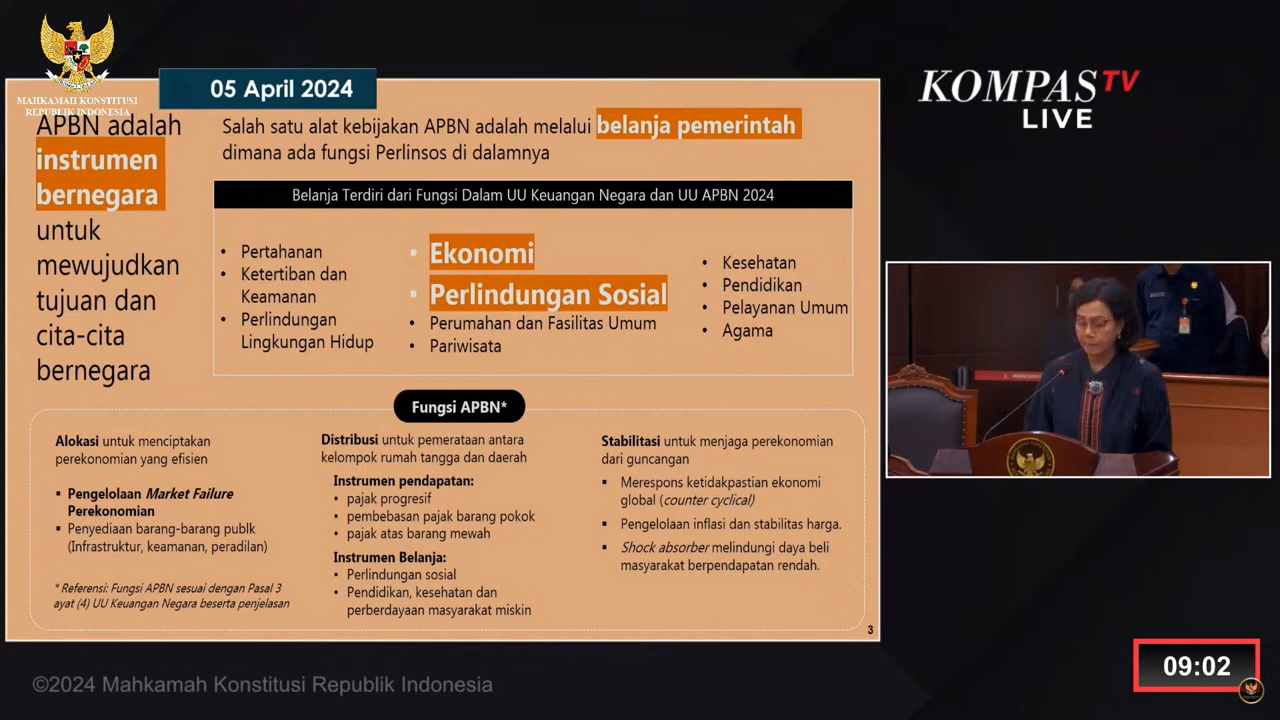 MAHKAMAH KONSTITUSI
REPUBLIK INDONESIA
05 April 2024
KOMPAS TV
LIVE
APBN adalah
instrumen
bernegara
untuk
mewujudkan
tujuan dan
cita-cita
bernegara
Salah satu alat kebijakan APBN adalah melalui belanja pemerintah
dimana ada fungsi Perlinsos di dalamnya
Belanja Terdiri dari Fungsi Dalam UU Keuangan Negara dan UU APBN 2024
• Pertahanan
• Ketertiban dan
Keamanan
• Perlindungan
Lingkungan Hidup
• Ekonomi
• Perlindungan Sosial
• Perumahan dan Fasilitas Umum
• Pariwisata
• Kesehatan
• Pendidikan
• Pelayanan Umum
• Agama
Fungsi APBN*
Alokasi untuk menciptakan
perekonomian yang efisien
▪ Pengelolaan Market Failure
Perekonomian
▪ Penyediaan barang-barang publk
(Infrastruktur, keamanan, peradilan)
* Referensi: Fungsi APBN sesuai dengan Pasal 3
ayat (4) UU Keuangan Negara beserta penjelasan
Distribusi untuk pemerataan antara
kelompok rumah tangga dan daerah
Instrumen pendapatan:
• pajak progresif
• pembebasan pajak barang pokok
• pajak atas barang mewah
Instrumen Belanja:
• Perlindungan sosial
• Pendidikan, kesehatan dan
perberdayaan masyarakat miskin
Stabilitasi untuk menjaga perekonomian
dari guncangan
▪ Merespons ketidakpastian ekonomi
global (counter cyclical)
▪ Pengelolaan inflasi dan stabilitas harga.
▪ Shock absorber melindungi daya beli
masyarakat berpendapatan rendah.
3
©2024 Mahkamah Konstitusi Republik Indonesia
09:02